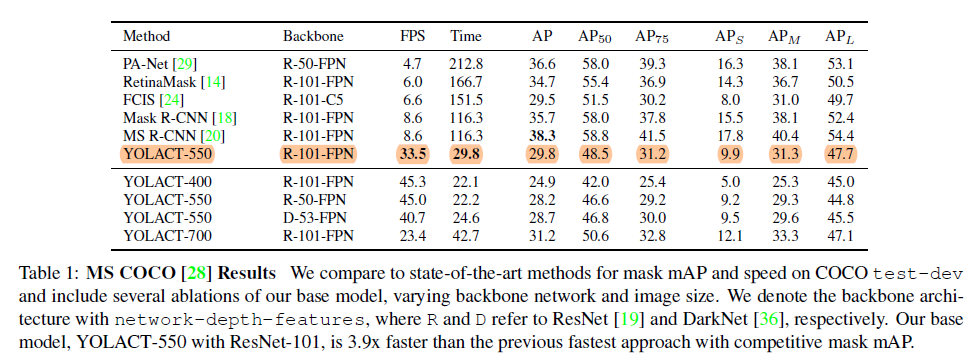 Method Backbone FPS Time AP AP50 AP75 APS APM APL
PA-Net [29] R-50-FPN 4.7 212.8 36.6 58.0 39.3 16.3 38.1 53.1
RetinaMask [14] R-101-FPN 6.0 166.7 34.7 55.4 36.9 14.3 36.7 50.5
FCIS [24] R-101-C5 6.6 151.5 29.5 51.5 30.2 8.0 31.0 49.7
Mask R-CNN [18] R-101-FPN 8.6 116.3 35.7 58.0 37.8 15.5 38.1 52.4
MS R-CNN [20] R-101-FPN 8.6 116.3 38.3 58.8 41.5 17.8 40.4 54.4
YOLACT-550 R-101-FPN 33.5 29.8 29.8 48.5 31.2 9.9 31.3 47.7
YOLACT-400 R-101-FPN 45.3 22.1 24.9 42.0 25.4 5.0 25.3 45.0
YOLACT-550 R-50-FPN 45.0 22.2 28.2 46.6 29.2 9.2 29.3 44.8
YOLACT-550 D-53-FPN 40.7 24.6 28.7 46.8 30.0 9.5 29.6 45.5
YOLACT-700 R-101-FPN 23.4 42.7 31.2 50.6 32.8 12.1 33.3 47.1
Table 1: MS COCO [28] Results We compare to state-of-the-art methods for mask mAP and speed on COCO test-dev
and include several ablations of our base model, varying backbone network and image size. We denote the backbone archi-
tecture with network-depth-features, where R and D refer to ResNet [19] and DarkNet [36], respectively. Our base
model, YOLACT-550 with ResNet-101, is 3.9x faster than the previous fastest approach with competitive mask mAP.